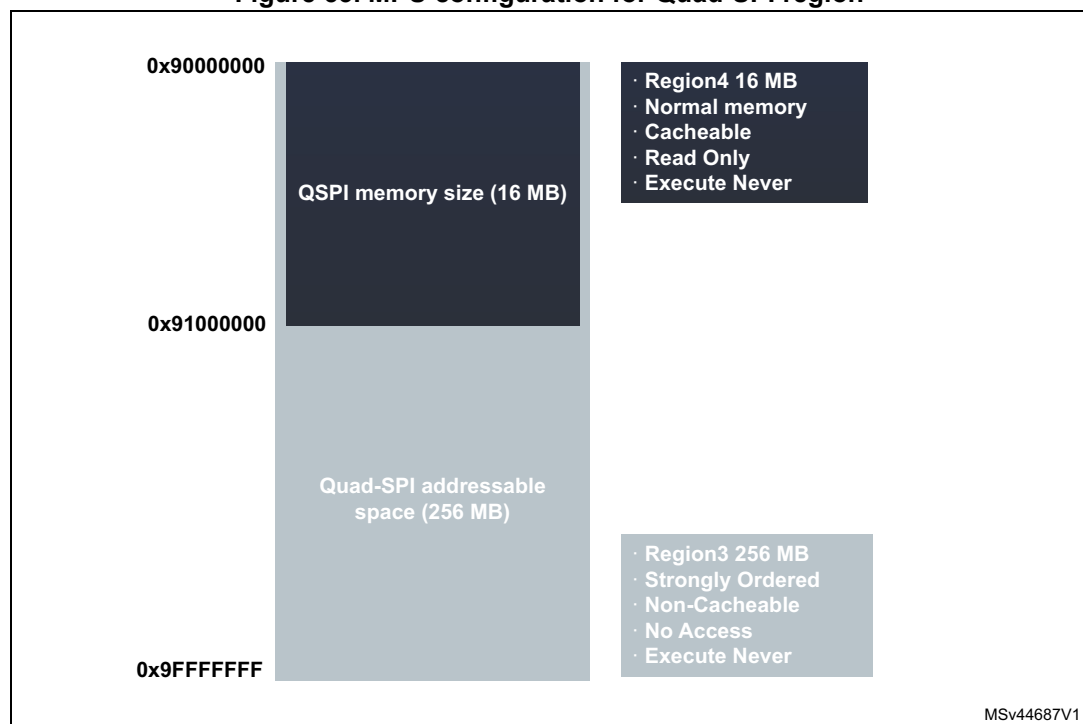 0x90000000
QSPI memory size (16 MB)
0x91000000
Quad-SPI addressable
space (256 MB)
0x9FFFFFFF
· Region4 16 MB
· Normal memory
· Cacheable
· Read Only
· Execute Never
· Region3 256 MB
· Strongly Ordered
· Non-Cacheable
· No Access
· Execute Never
MSv44687V1